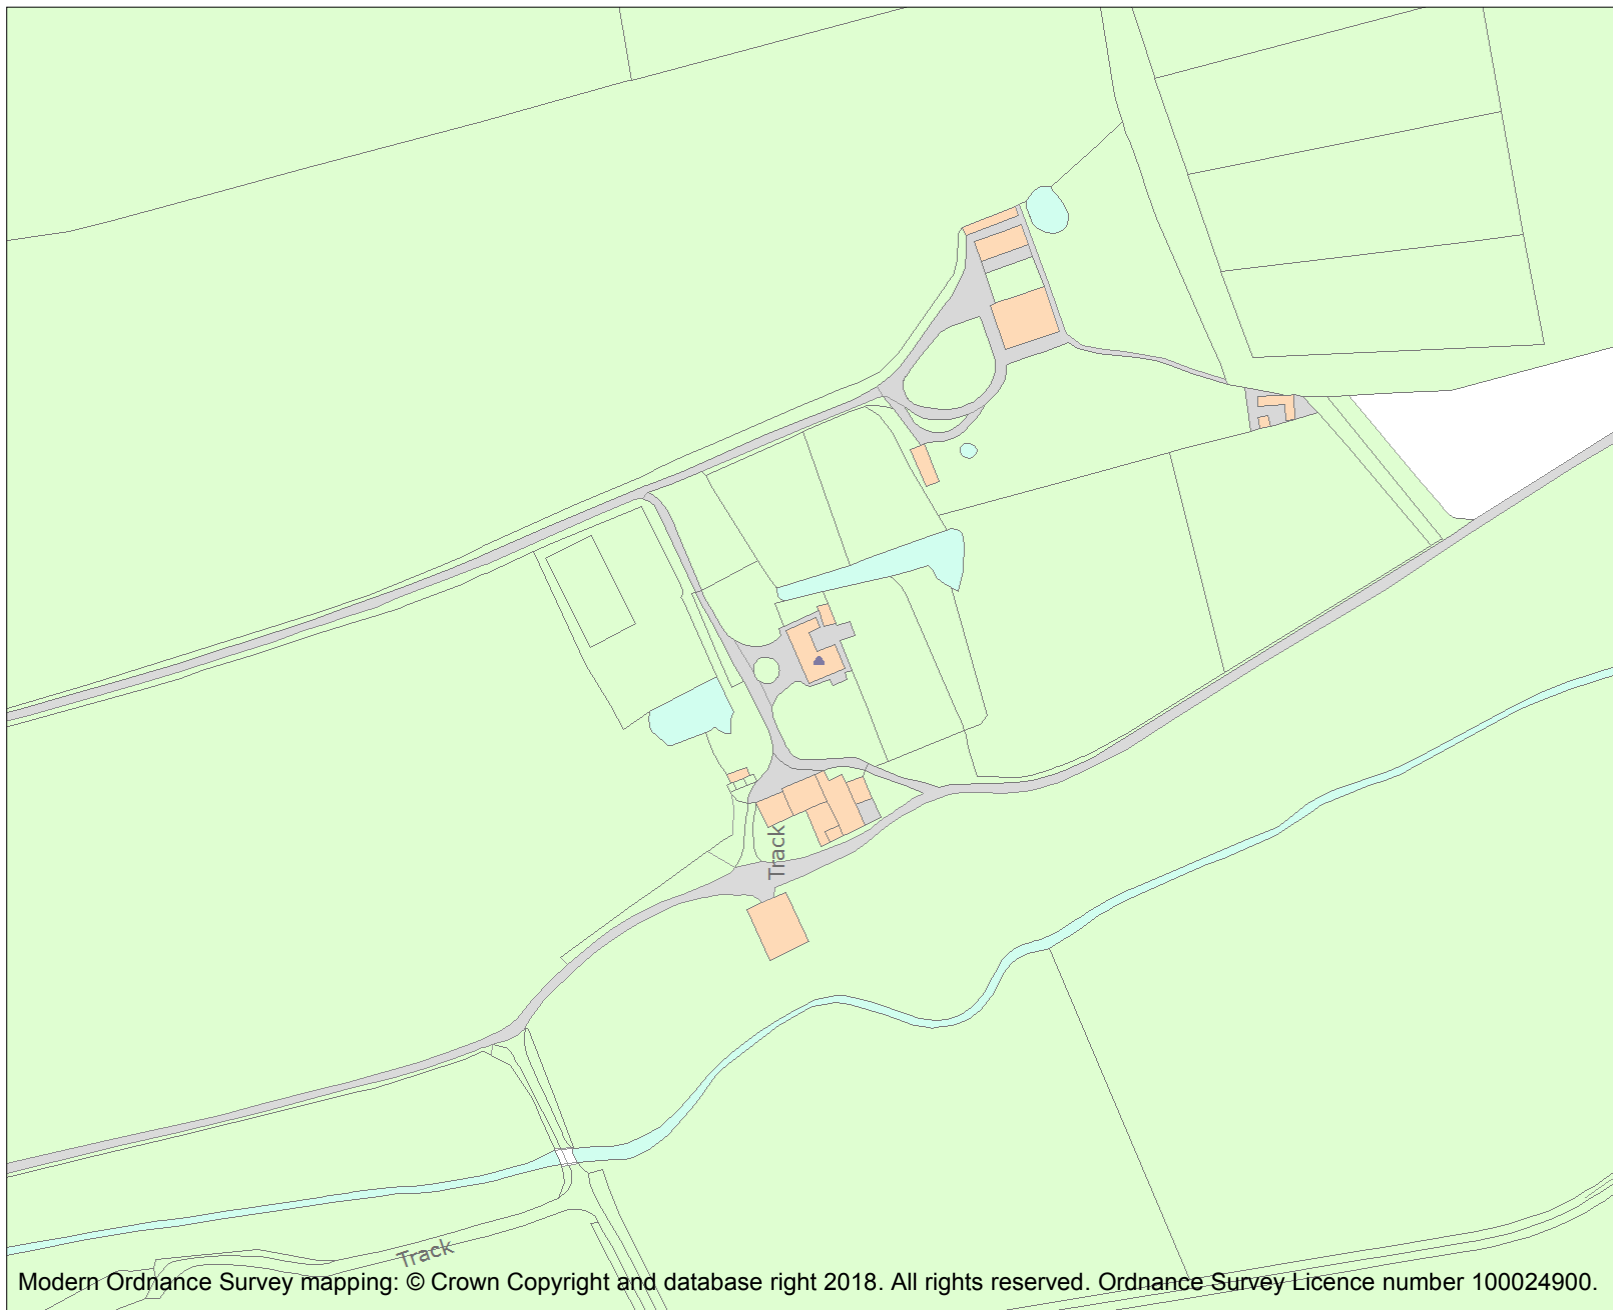 Track
Track
Modern Ordnance Survey mapping: © Crown Copyright and database right 2018. All rights reserved. Ordnance Survey Licence number 100024900.